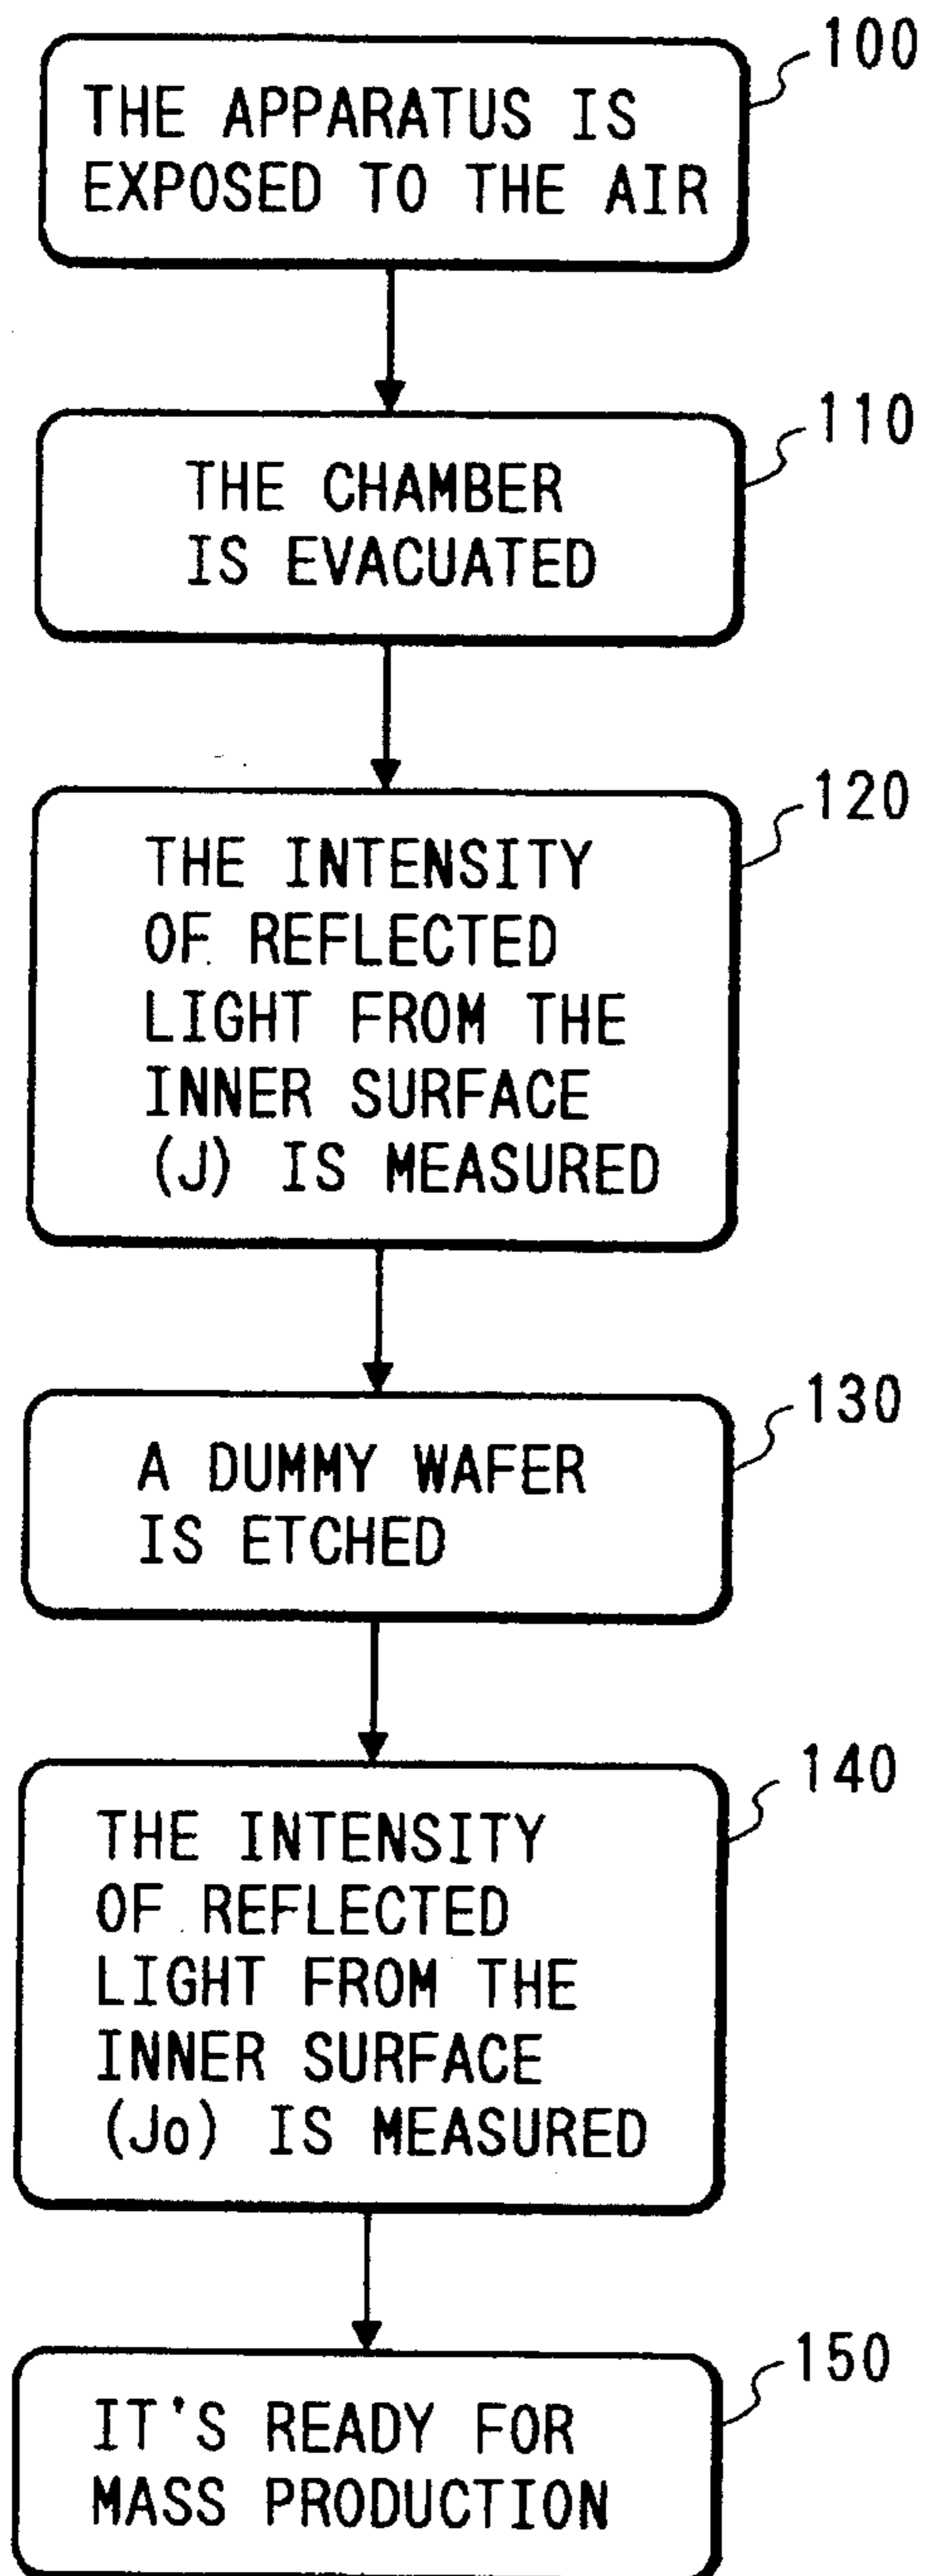 100
THE APPARATUS IS
EXPOSED TO THE AIR
110
THE CHAMBER
IS EVACUATED
120
THE INTENSITY
OF REFLECTED
LIGHT FROM THE
INNER SURFACE
(J) IS MEASURED
130
A DUMMY WAFER
IS ETCHED
140
THE INTENSITY
OF REFLECTED
LIGHT FROM THE
INNER SURFACE
(Jo) IS MEASURED
150
IT'S READY FOR
MASS PRODUCTION